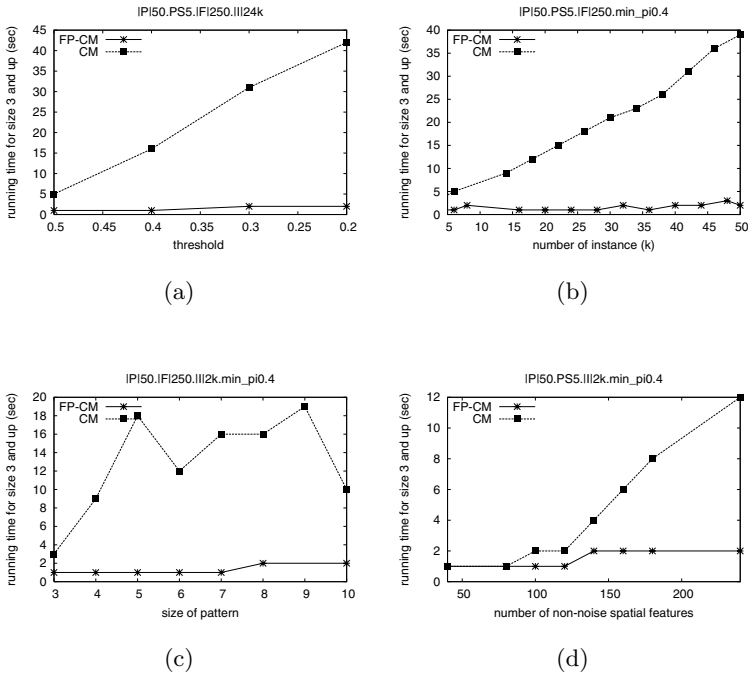 |P|50.PS5.|F|250.|I|24k
running time for size 3 and up (sec)
45
40
35
30
25
20
15
10
5
0
FP-CM
CM
0.5 0.45 0.4 0.35 0.3 0.25 0.2
threshold
(a)
|P|50.PS5.|F|250.min_pi0.4
running time for size 3 and up (sec)
40
35
30
25
20
15
10
5
0
FP-CM
CM
5 10 15 20 25 30 35 40 45 50
number of instance (k)
(b)
|P|50.|F|250.|I|2k.min_pi0.4
running time for size 3 and up (sec)
20
18
16
14
12
10
8
6
4
2
0
FP-CM
CM
3 4 5 6 7 8 9 10
size of pattern
(c)
|P|50.PS5.|I|2k.min_pi0.4
running time for size 3 and up (sec)
12
10
8
6
4
2
0
FP-CM
CM
50 100 150 200
number of non-noise spatial features
(d)